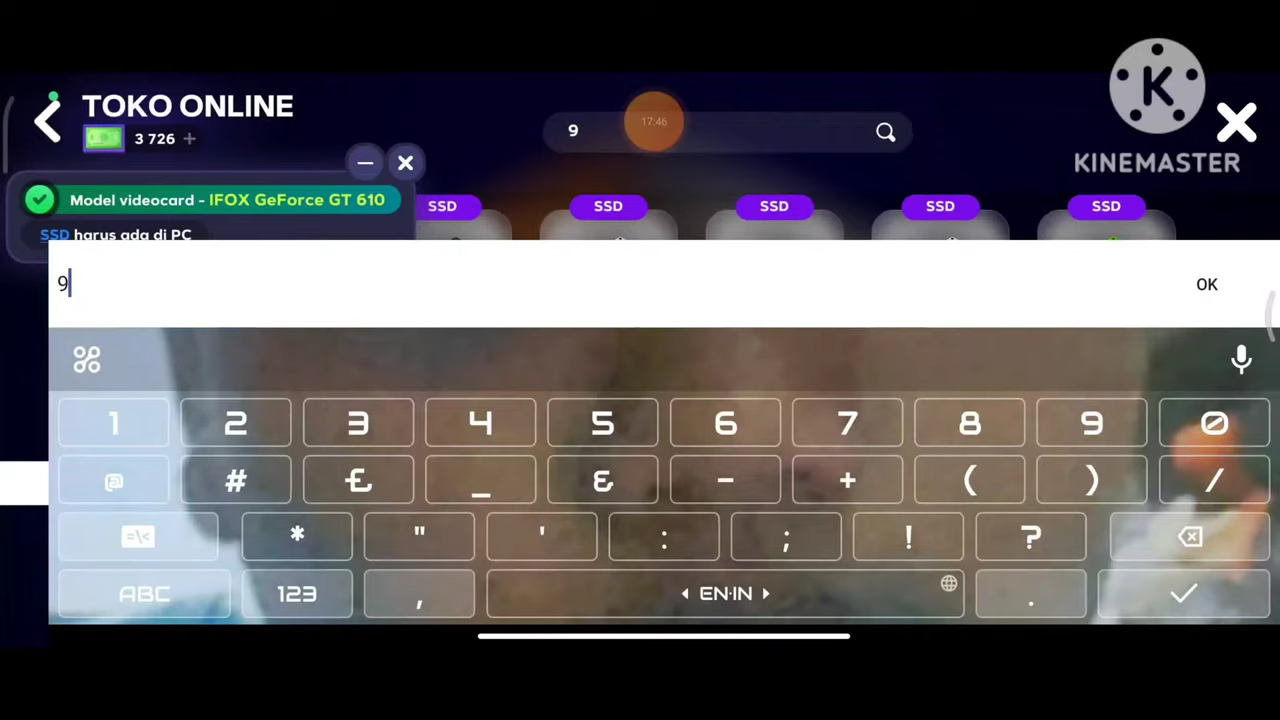 TOKO ONLINE
3 726 +
9
17:46
KINEMASTER
Model videocard - IFOX GeForce GT 610
SSD harus ada di PC
SSD SSD SSD SSD SSD
9
OK
1 2 3 4 5 6 7 8 9 0
@ # £ _ & - + ( ) /
=\< * " ' : ; ! ?
ABC 123 , EN·IN .